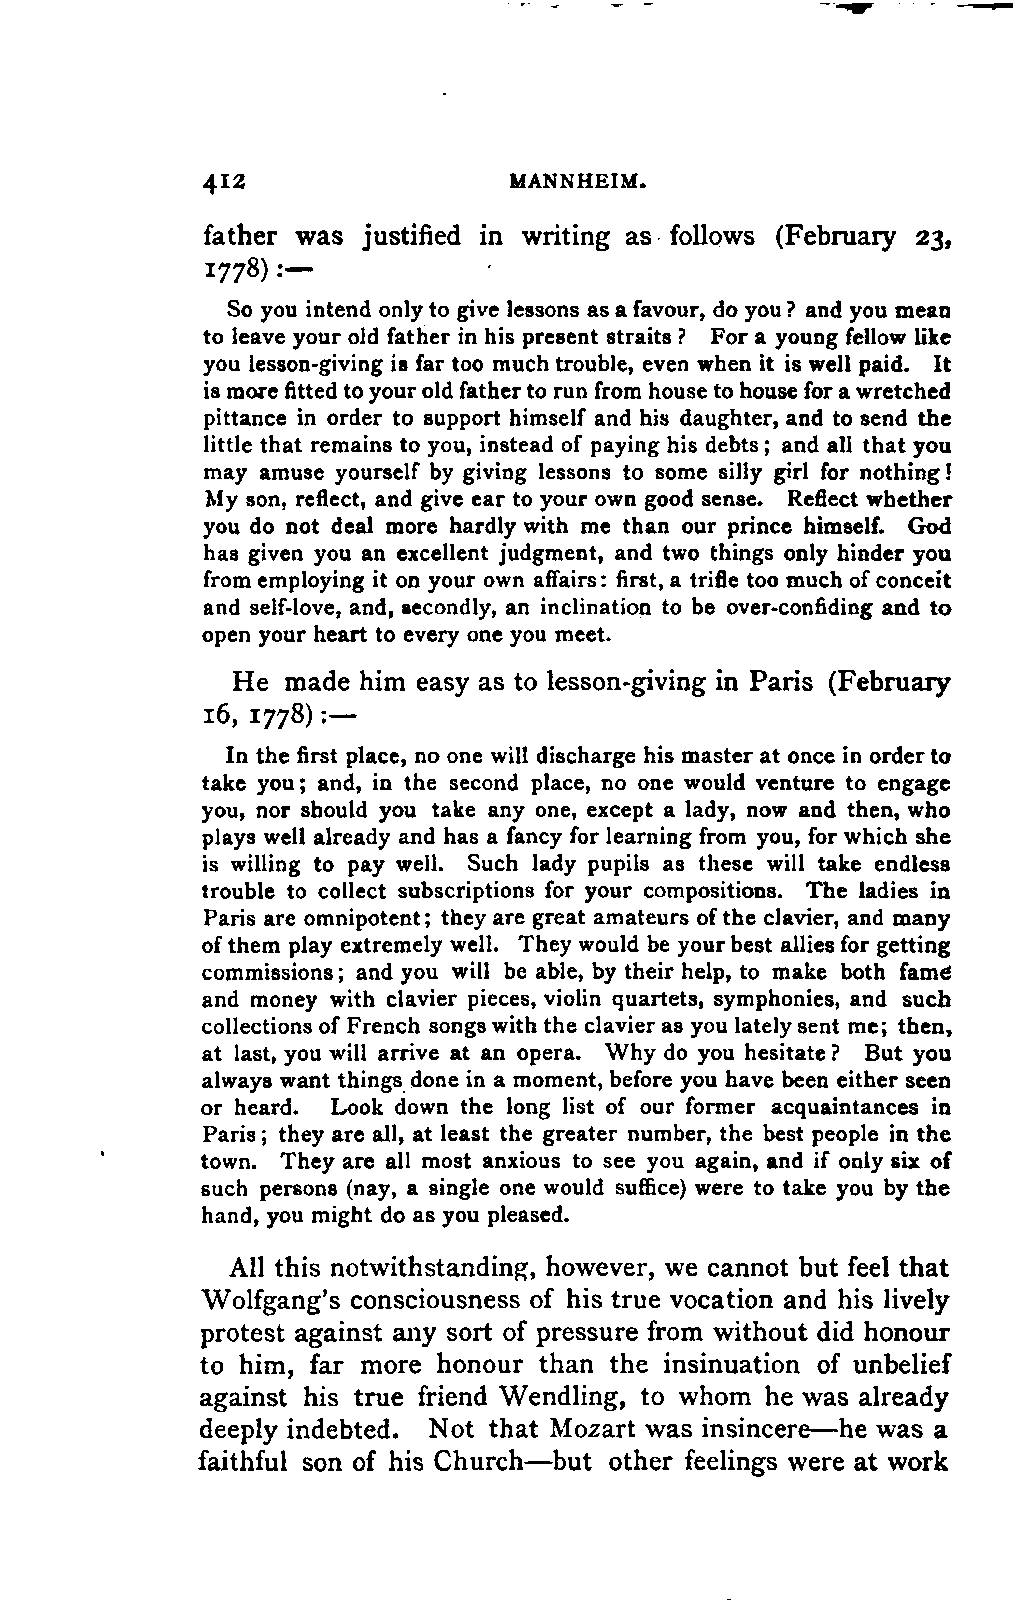 412 MANNHEIM.
father was justified in writing as follows (February 23,
1778) :—
So you intend only to give lessons as a favour, do you ? and you mean
to leave your old father in his present straits ? For a young fellow like
you lesson-giving is far too much trouble, even when it is well paid. It
is more fitted to your old father to run from house to house for a wretched
pittance in order to support himself and his daughter, and to send the
little that remains to you, instead of paying his debts ; and all that you
may amuse yourself by giving lessons to some silly girl for nothing !
My son, reflect, and give ear to your own good sense. Reflect whether
you do not deal more hardly with me than our prince himself. God
has given you an excellent judgment, and two things only hinder you
from employing it on your own affairs : first, a trifle too much of conceit
and self-love, and, secondly, an inclination to be over-confiding and to
open your heart to every one you meet.
He made him easy as to lesson-giving in Paris (February
16, 1778) :—
In the first place, no one will discharge his master at once in order to
take you ; and, in the second place, no one would venture to engage
you, nor should you take any one, except a lady, now and then, who
plays well already and has a fancy for learning from you, for which she
is willing to pay well. Such lady pupils as these will take endless
trouble to collect subscriptions for your compositions. The ladies in
Paris are omnipotent ; they are great amateurs of the clavier, and many
of them play extremely well. They would be your best allies for getting
commissions ; and you will be able, by their help, to make both fame
and money with clavier pieces, violin quartets, symphonies, and such
collections of French songs with the clavier as you lately sent me ; then,
at last, you will arrive at an opera. Why do you hesitate ? But you
always want things done in a moment, before you have been either seen
or heard. Look down the long list of our former acquaintances in
Paris ; they are all, at least the greater number, the best people in the
town. They are all most anxious to see you again, and if only six of
such persons (nay, a single one would suffice) were to take you by the
hand, you might do as you pleased.
All this notwithstanding, however, we cannot but feel that
Wolfgang's consciousness of his true vocation and his lively
protest against any sort of pressure from without did honour
to him, far more honour than the insinuation of unbelief
against his true friend Wendling, to whom he was already
deeply indebted. Not that Mozart was insincere—he was a
faithful son of his Church—but other feelings were at work